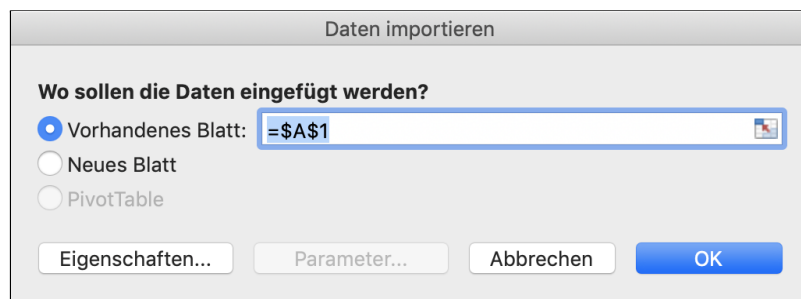 Daten importieren
Wo sollen die Daten eingefügt werden?
Vorhandenes Blatt: =$A$1
Neues Blatt
PivotTable
Eigenschaften... Parameter... Abbrechen OK